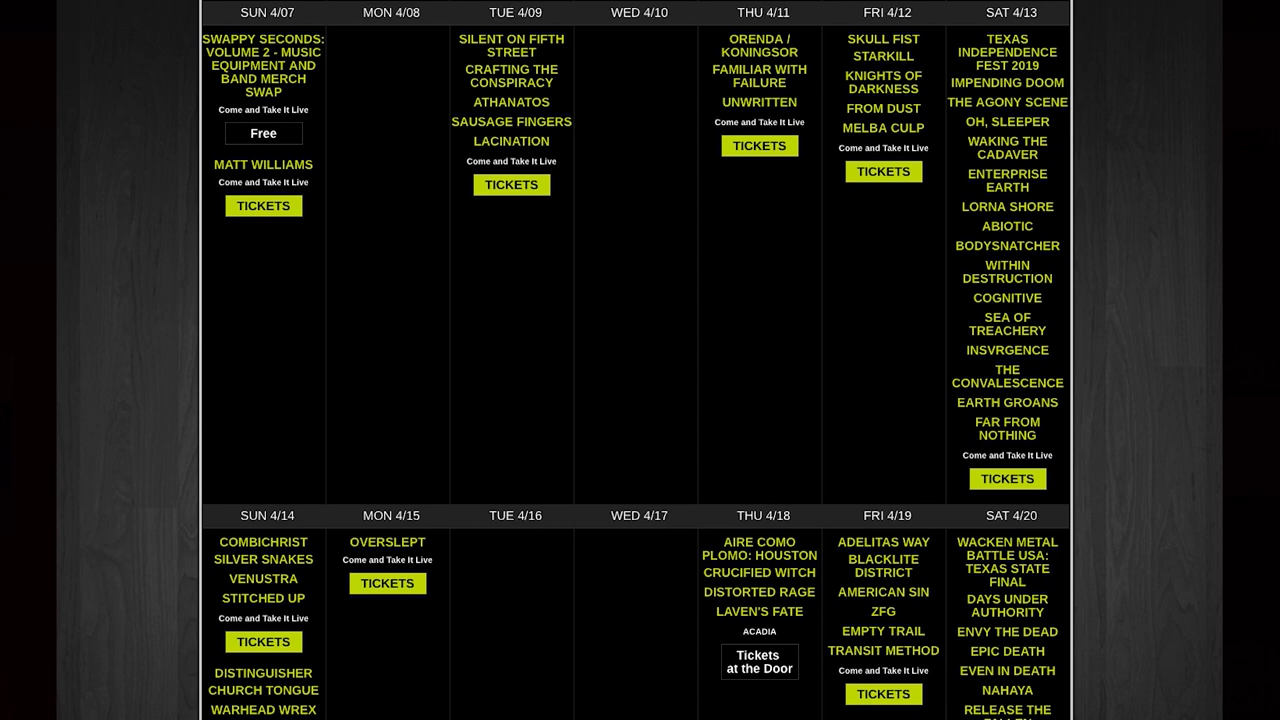 SUN 4/07
MON 4/08
TUE 4/09
WED 4/10
THU 4/11
FRI 4/12
SAT 4/13
SWAPPY SECONDS:
VOLUME 2 - MUSIC
EQUIPMENT AND
BAND MERCH
SWAP
Come and Take It Live
Free
MATT WILLIAMS
Come and Take It Live
TICKETS
SILENT ON FIFTH
STREET
CRAFTING THE
CONSPIRACY
ATHANATOS
SAUSAGE FINGERS
LACINATION
Come and Take It Live
TICKETS
ORENDA /
KONINGSOR
FAMILIAR WITH
FAILURE
UNWRITTEN
Come and Take It Live
TICKETS
SKULL FIST
STARKILL
KNIGHTS OF
DARKNESS
FROM DUST
MELBA CULP
Come and Take It Live
TICKETS
TEXAS
INDEPENDENCE
FEST 2019
IMPENDING DOOM
THE AGONY SCENE
OH, SLEEPER
WAKING THE
CADAVER
ENTERPRISE
EARTH
LORNA SHORE
ABIOTIC
BODYSNATCHER
WITHIN
DESTRUCTION
COGNITIVE
SEA OF
TREACHERY
INSVRGENCE
THE
CONVALESCENCE
EARTH GROANS
FAR FROM
NOTHING
Come and Take It Live
TICKETS
SUN 4/14
MON 4/15
TUE 4/16
WED 4/17
THU 4/18
FRI 4/19
SAT 4/20
COMBICHRIST
SILVER SNAKES
VENUSTRA
STITCHED UP
Come and Take It Live
TICKETS
DISTINGUISHER
CHURCH TONGUE
WARHEAD WREX
OVERSLEPT
Come and Take It Live
TICKETS
AIRE COMO
PLOMO: HOUSTON
CRUCIFIED WITCH
DISTORTED RAGE
LAVEN'S FATE
ACADIA
Tickets
at the Door
ADELITAS WAY
BLACKLITE
DISTRICT
AMERICAN SIN
ZFG
EMPTY TRAIL
TRANSIT METHOD
Come and Take It Live
TICKETS
WACKEN METAL
BATTLE USA:
TEXAS STATE
FINAL
DAYS UNDER
AUTHORITY
ENVY THE DEAD
EPIC DEATH
EVEN IN DEATH
NAHAYA
RELEASE THE